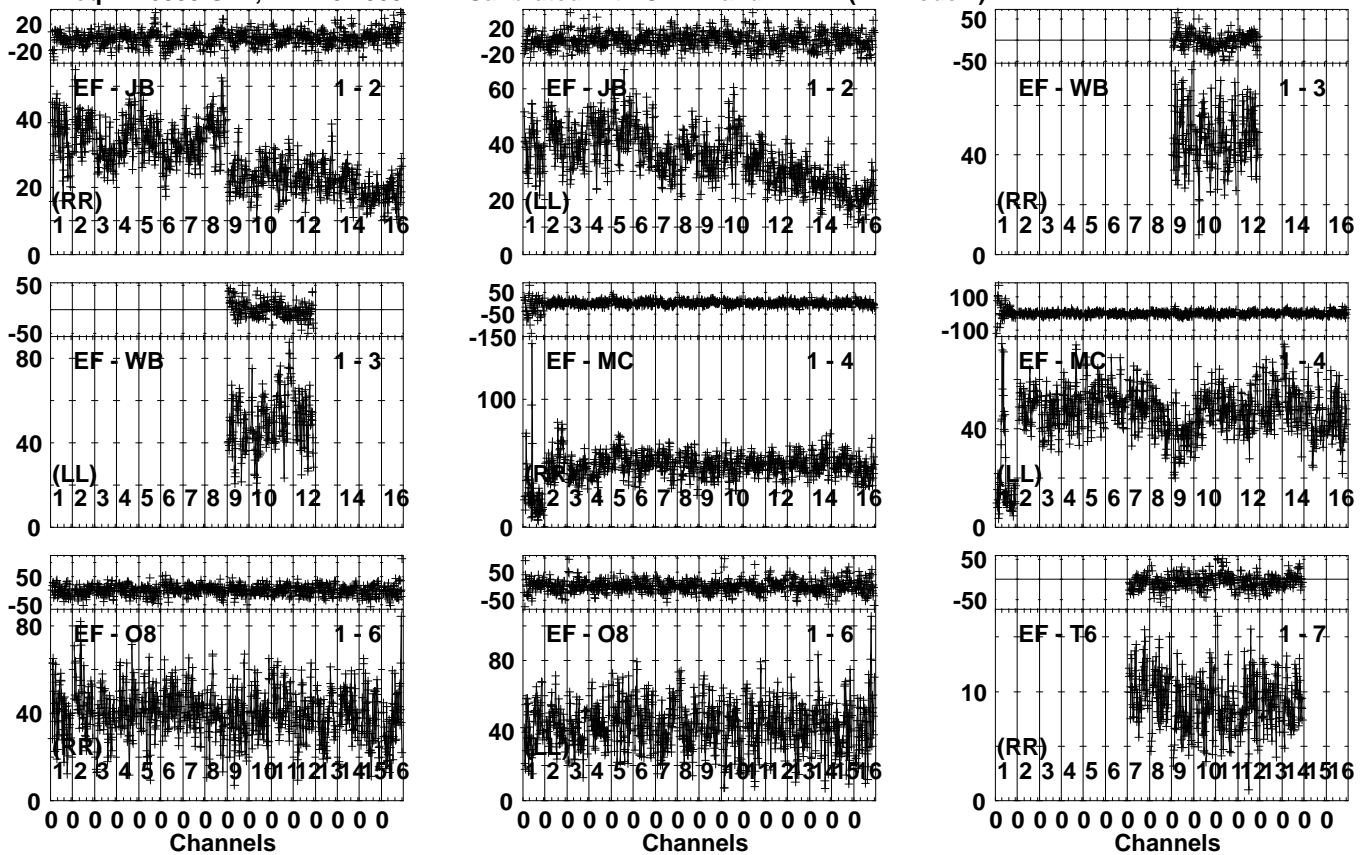 20 -20 EF - JB 1 - 2 40 20 0 (RR) 1 2 3 4 5 6 7 8 9 10 12 14 16
20 -20 EF - JB 1 - 2 60 40 20 0 (LL) 1 2 3 4 5 6 7 8 9 10 12 14 16
50 -50 EF - WB 1 - 3 40 0 (RR) 1 2 3 4 5 6 7 8 9 10 12 14 16
50 -50 EF - WB 1 - 3 80 40 0 (LL) 1 2 3 4 5 6 7 8 9 10 12 14 16
50 -50 -150 EF - MC 1 - 4 100 0 (RR) 1 2 3 4 5 6 7 8 9 10 12 14 16
100 -100 EF - MC 1 - 4 40 0 (LL) 1 2 3 4 5 6 7 8 9 10 12 14 16
50 -50 EF - O8 1 - 6 80 40 0 (RR) 1 2 3 4 5 6 7 8 9 10 11 12 13 14 15 16
50 -50 EF - O8 1 - 6 80 40 0 (LL) 1 2 3 4 5 6 7 8 9 10 11 12 13 14 15 16
50 -50 EF - T6 1 - 7 10 0 (RR) 1 2 3 4 5 6 7 8 9 10 11 12 13 14 15 16
0 0 0 0 0 0 0 0 0 0 0 0 0 0 0 0
Channels
0 0 0 0 0 0 0 0 0 0 0 0 0 0 0 0
Channels
0 0 0 0 0 0 0 0 0 0 0 0 0 0 0 0
Channels